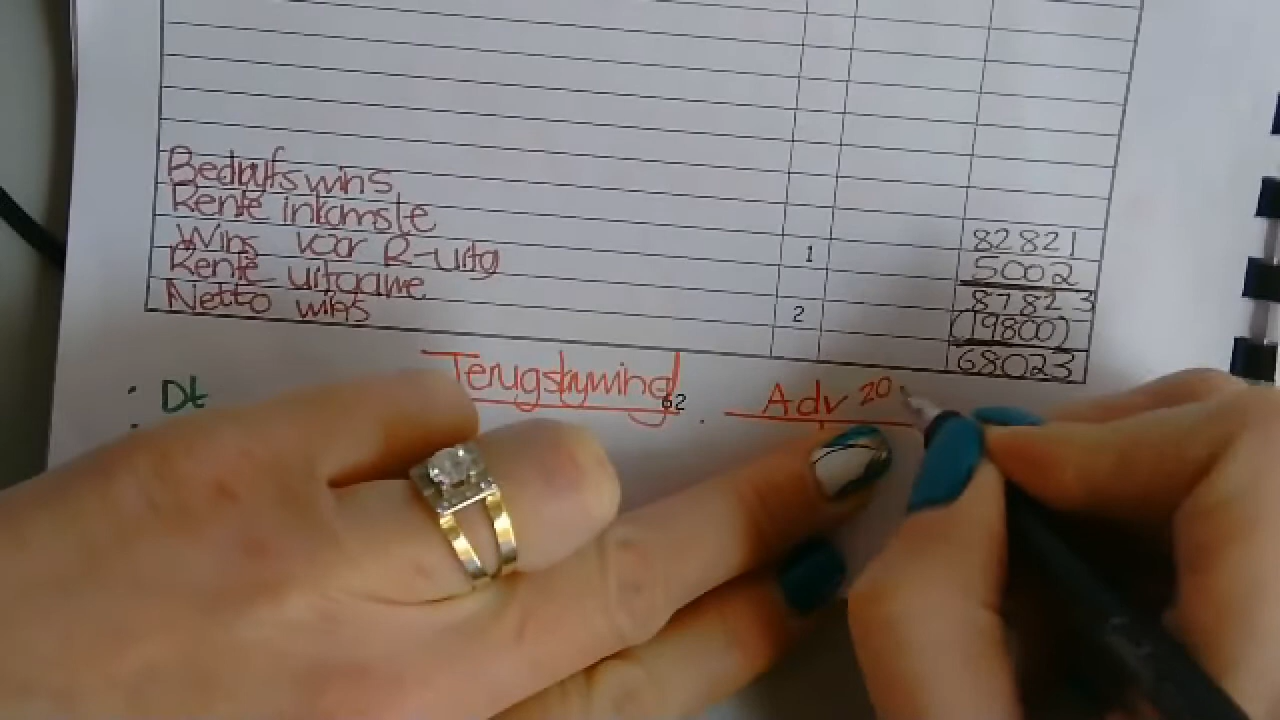 Bedryfswins 82821
Rente inkomste 1 5002
Wins voor R-uitg 87823
Rente uitgawe 2 (19800)
Netto wins 68023
: Dt Terugskrywing 62 . Adv 20